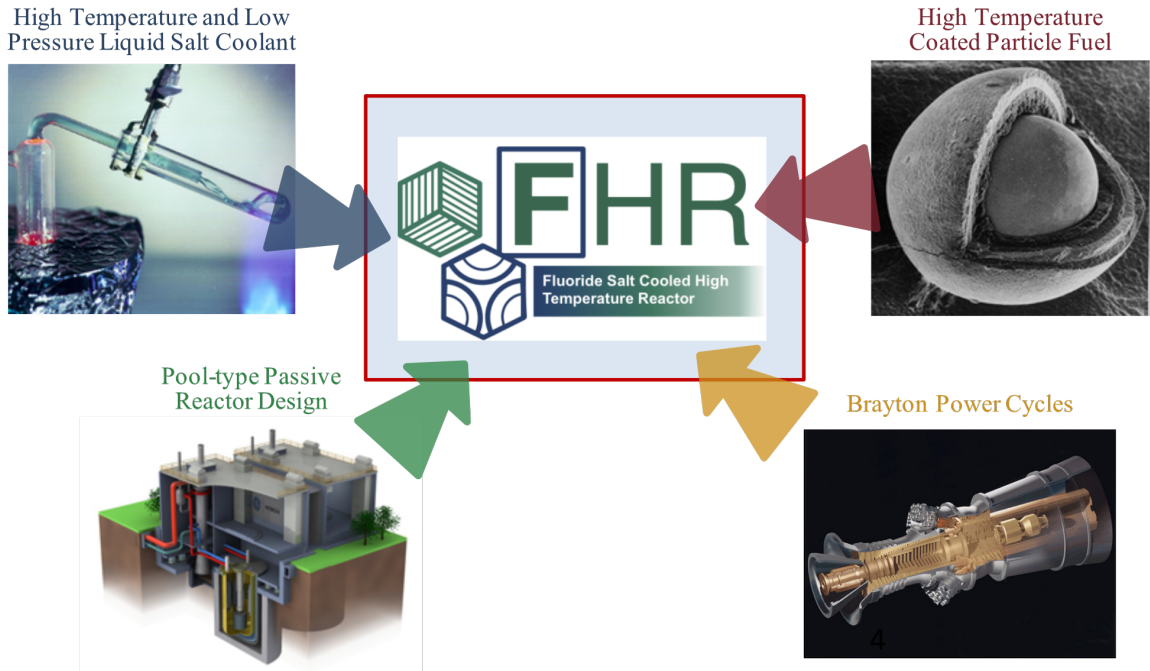 High Temperature and Low
Pressure Liquid Salt Coolant
High Temperature
Coated Particle Fuel
FHR
Fluoride Salt Cooled High
Temperature Reactor
Pool-type Passive
Reactor Design
Brayton Power Cycles
4